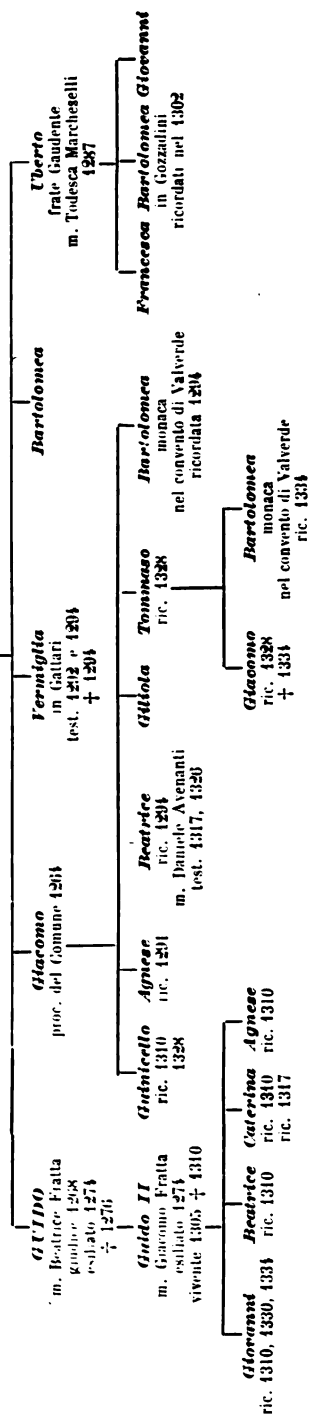 GUIDO
m. Beatrice Fratta
giudice 1268
esiliato 1274
† 1276
Giacomo
proc. del Comune 1264
Vermiglia
in Gattari
test. 1292 e 1294
† 1294
Bartolomea
Uberto
frate Gaudente
m. Todesca Marcheselli
1287
Guido II
m. Giacomo Fratta
esiliato 1274
vivente 1305 † 1310
Guinicello
ric. 1310
1328
Agnese
ric. 1291
Beatrice
ric. 1294
m. Daniele Avenanti
test. 1317, 1326
Giliola
Tommaso
ric. 1328
Bartolomea
monaca
nel convento di Valverde
ricordata 1294
Francesca Bartolomea Giovanni
in Gozzadini
ricordati nel 1302
Giovanni
ric. 1310, 1330, 1334
Beatrice
ric. 1310
Caterina
ric. 1310
ric. 1317
Agnese
ric. 1310
Giacomo
ric. 1328
† 1334
Bartolomea
monaca
nel convento di Valverde
ric. 1334